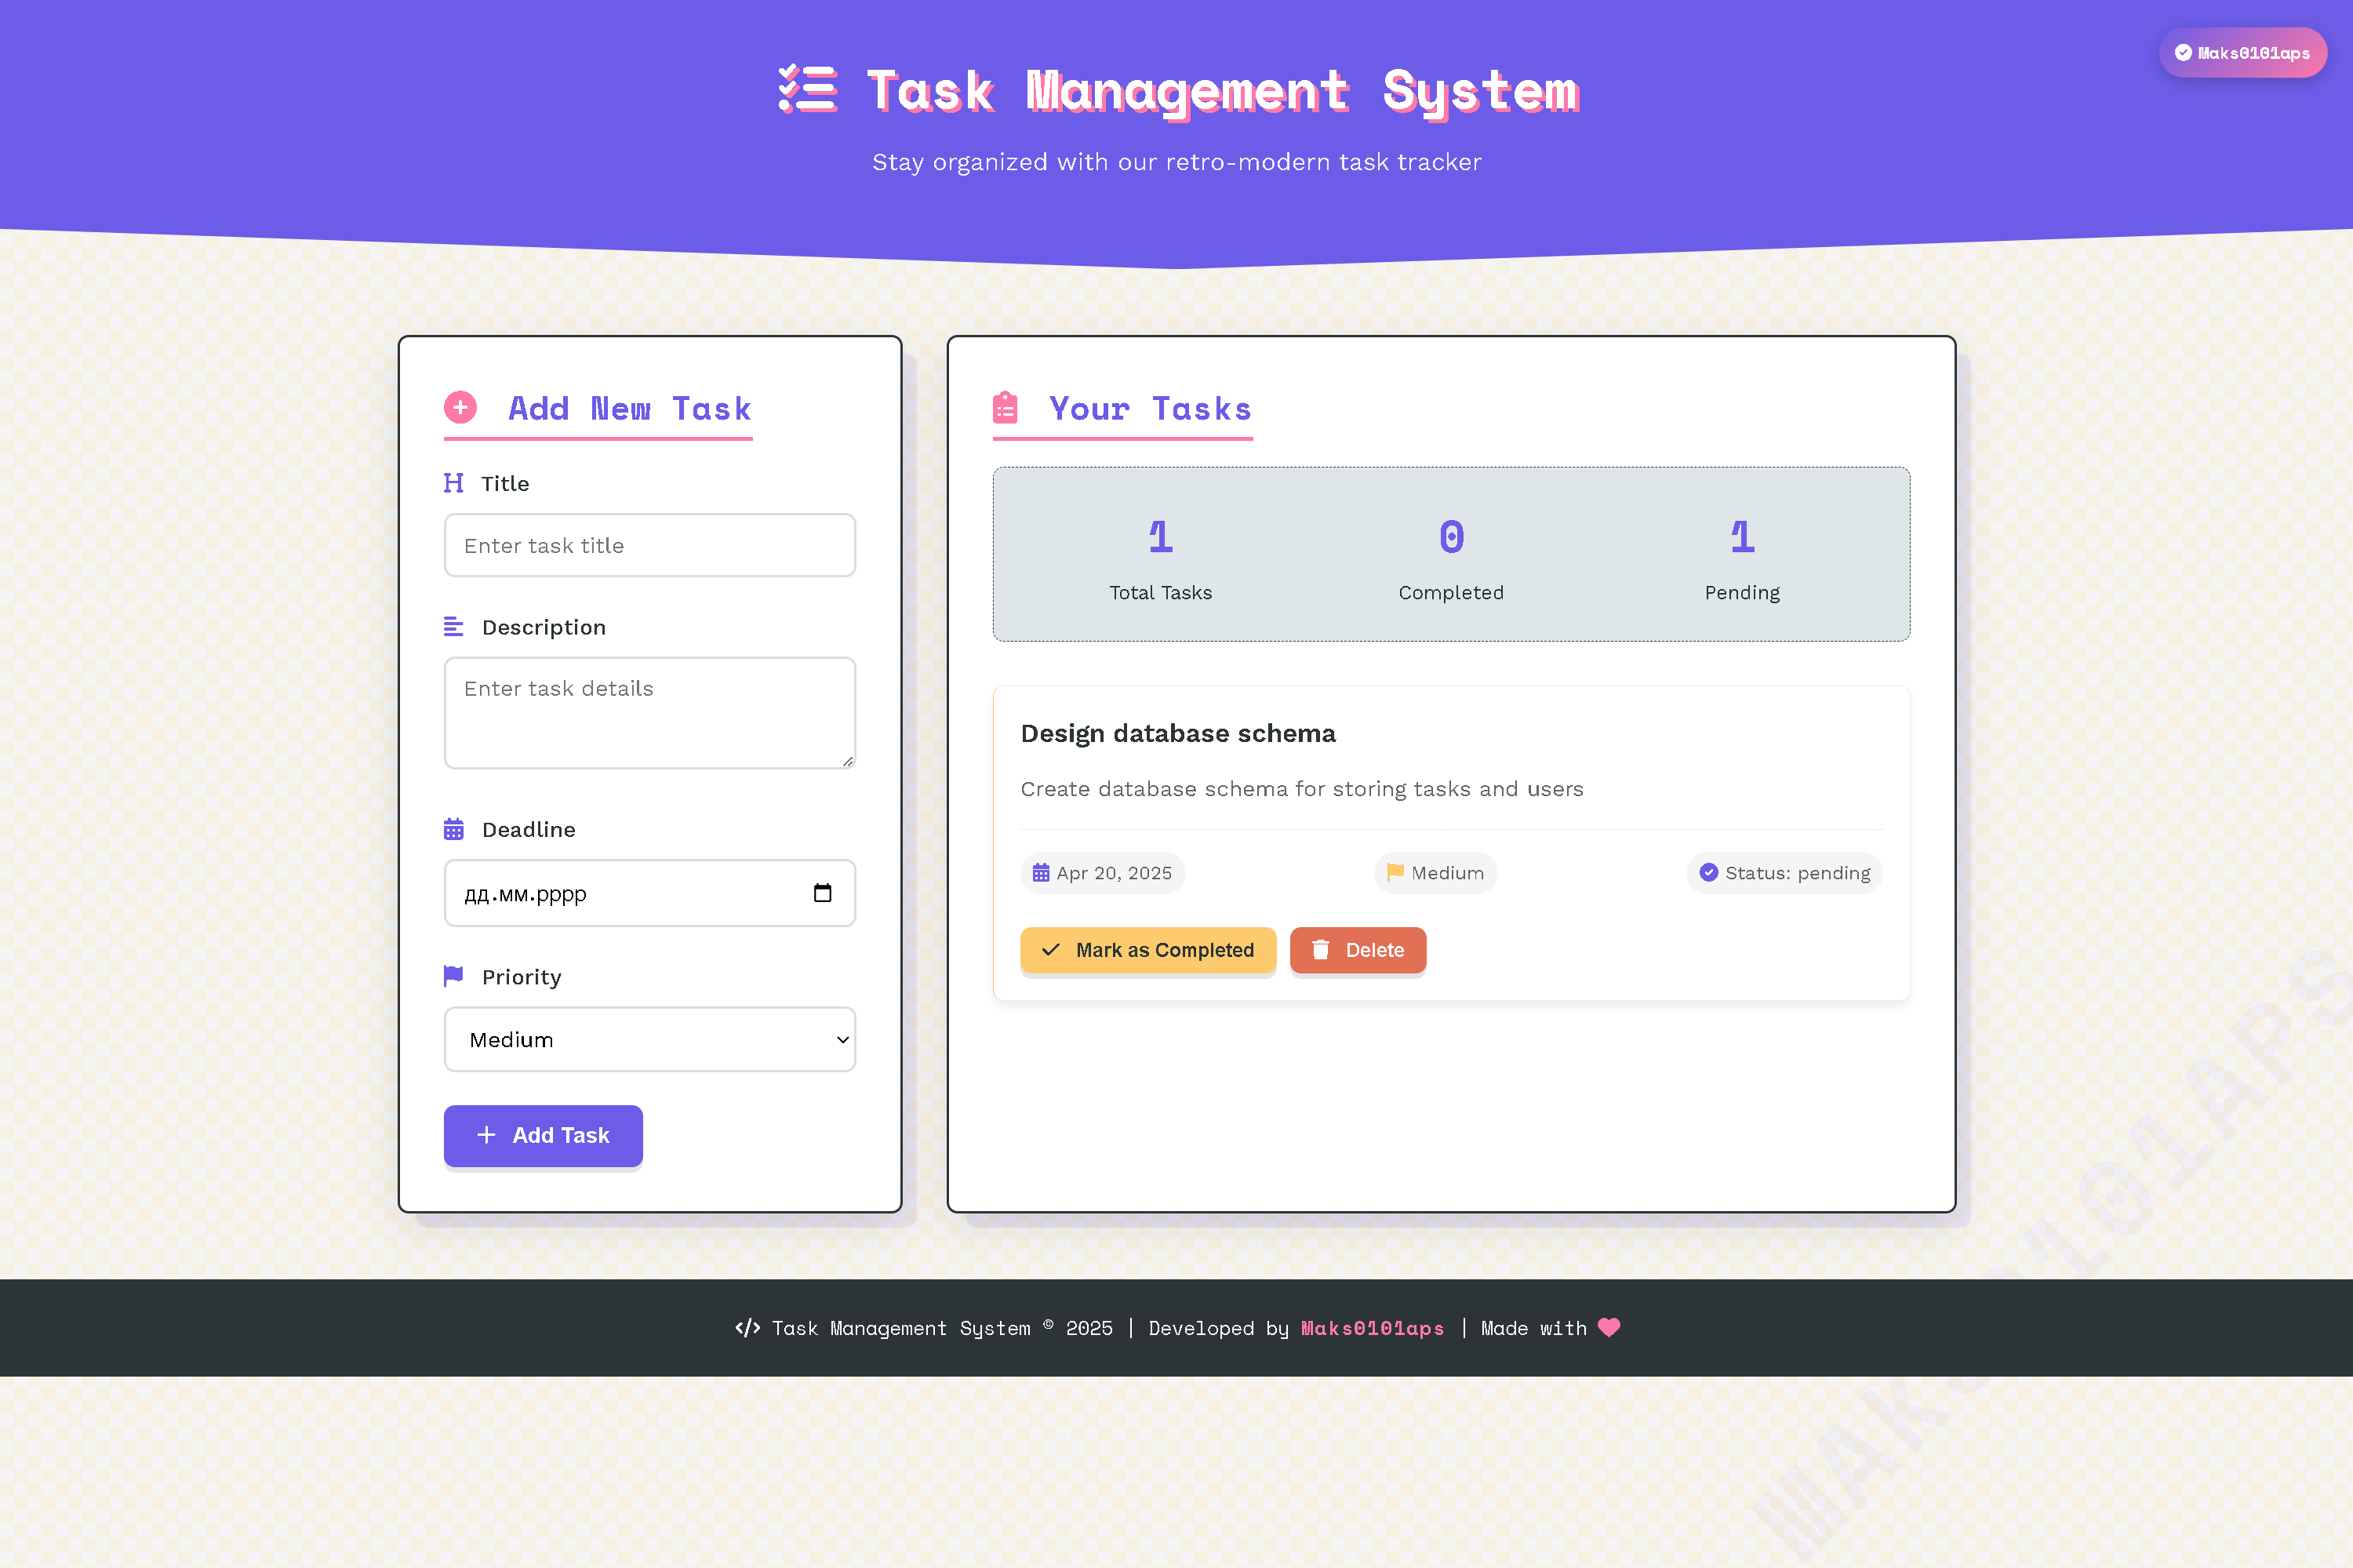 Maks0101aps
Task Management System
Stay organized with our retro-modern task tracker
Add New Task
Title
Enter task title
Description
Enter task details
Deadline
дд.мм.рррр
Priority
Medium
Add Task
Your Tasks
1 0 1
Total Tasks Completed Pending
Design database schema
Create database schema for storing tasks and users
Apr 20, 2025 Medium Status: pending
Mark as Completed Delete
Task Management System © 2025 | Developed by Maks0101aps | Made with
MAKS0101APS